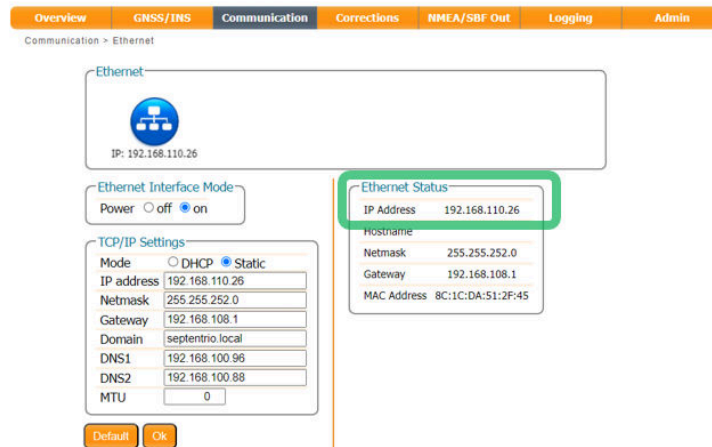 Overview GNSS/INS Communication Corrections NMEA/SBF Out Logging Admin
Communication > Ethernet
Ethernet
IP: 192.168.110.26
Ethernet Interface Mode
Power off on
TCP/IP Settings
Mode DHCP Static
IP address 192.168.110.26
Netmask 255.255.252.0
Gateway 192.168.108.1
Domain septentrio.local
DNS1 192.168.100.96
DNS2 192.168.100.88
MTU 0
Default Ok
Ethernet Status
IP Address 192.168.110.26
Hostname
Netmask 255.255.252.0
Gateway 192.168.108.1
MAC Address 8C:1C:DA:51:2F:45